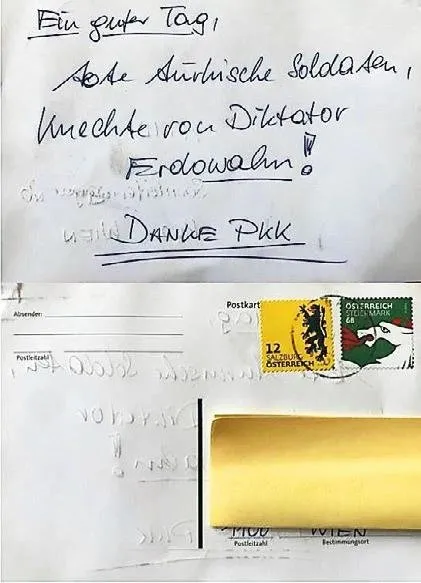 Ein guter Tag,
tote türkische Soldaten,
Knechte von Diktator
Erdowahn!
DANKE PKK
Absender:
Postkart
Postleitzahl
12
SALZBURG
ÖSTERREICH
ÖSTERREICH
STEIERMARK
68
WIEN
Postleitzahl
Bestimmungsort